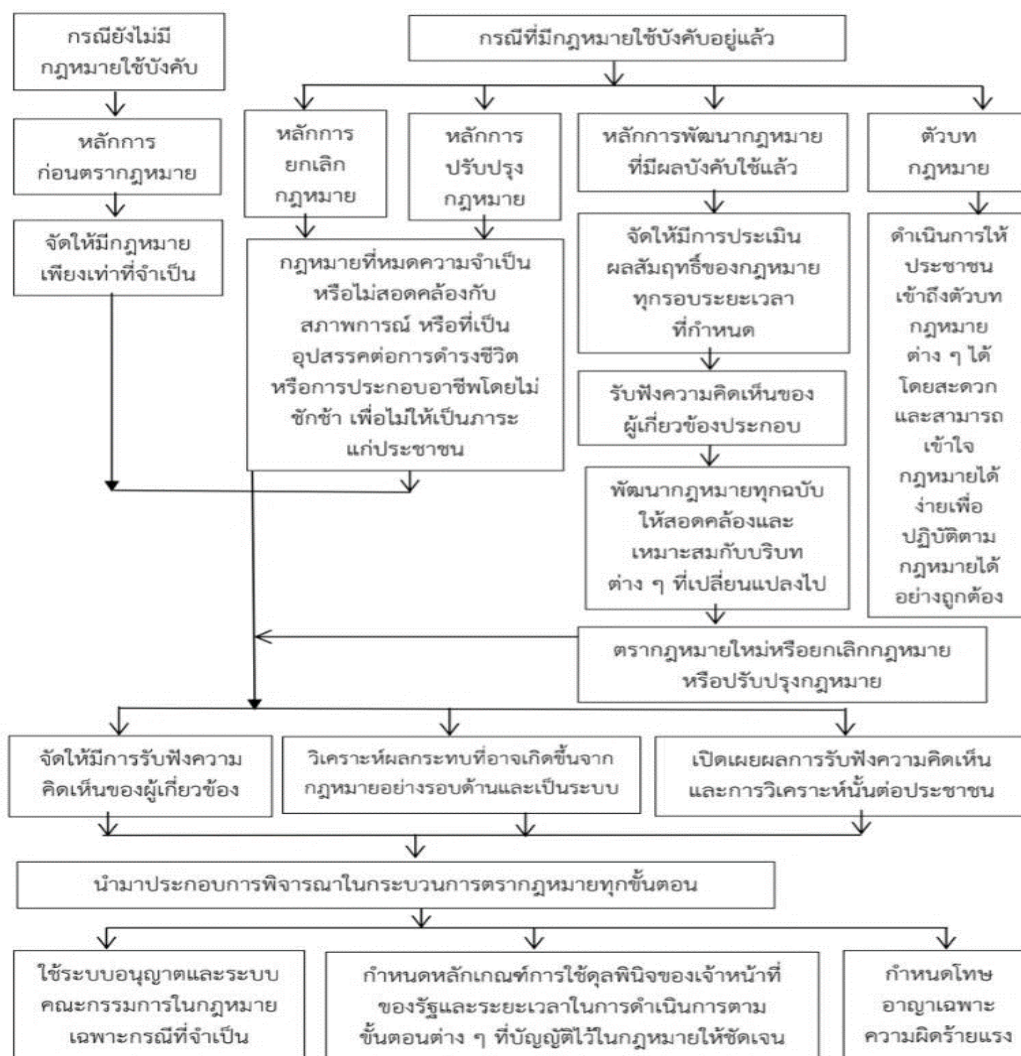 กรณียังไม่มี
กฎหมายใช้บังคับ
กรณีที่มีกฎหมายใช้บังคับอยู่แล้ว
หลักการ
ก่อนตรากฎหมาย
หลักการ
ยกเลิก
กฎหมาย
หลักการ
ปรับปรุง
กฎหมาย
หลักการพัฒนากฎหมาย
ที่มีผลบังคับใช้แล้ว
ตัวบท
กฎหมาย
จัดให้มีกฎหมาย
เพียงเท่าที่จำเป็น
กฎหมายที่หมดความจำเป็น
หรือไม่สอดคล้องกับ
สภาพการณ์ หรือที่เป็น
อุปสรรคต่อการดำรงชีวิต
หรือการประกอบอาชีพโดยไม่
ชักช้า เพื่อไม่ให้เป็นภาระ
แก่ประชาชน
จัดให้มีการประเมิน
ผลสัมฤทธิ์ของกฎหมาย
ทุกรอบระยะเวลา
ที่กำหนด
รับฟังความคิดเห็นของ
ผู้เกี่ยวข้องประกอบ
พัฒนากฎหมายทุกฉบับ
ให้สอดคล้องและ
เหมาะสมกับบริบท
ต่าง ๆ ที่เปลี่ยนแปลงไป
ดำเนินการให้
ประชาชน
เข้าถึงตัวบท
กฎหมาย
ต่าง ๆ ได้
โดยสะดวก
และสามารถ
เข้าใจ
กฎหมายได้
ง่ายเพื่อ
ปฏิบัติตาม
กฎหมายได้
อย่างถูกต้อง
ตรากฎหมายใหม่หรือยกเลิกกฎหมาย
หรือปรับปรุงกฎหมาย
จัดให้มีการรับฟังความ
คิดเห็นของผู้เกี่ยวข้อง
วิเคราะห์ผลกระทบที่อาจเกิดขึ้นจาก
กฎหมายอย่างรอบด้านและเป็นระบบ
เปิดเผยผลการรับฟังความคิดเห็น
และการวิเคราะห์นั้นต่อประชาชน
นำมาประกอบการพิจารณาในกระบวนการตรากฎหมายทุกขั้นตอน
ใช้ระบบอนุญาตและระบบ
คณะกรรมการในกฎหมาย
เฉพาะกรณีที่จำเป็น
กำหนดหลักเกณฑ์การใช้ดุลพินิจของเจ้าหน้าที่
ของรัฐและระยะเวลาในการดำเนินการตาม
ขั้นตอนต่าง ๆ ที่บัญญัติไว้ในกฎหมายให้ชัดเจน
กำหนดโทษ
อาญาเฉพาะ
ความผิดร้ายแรง